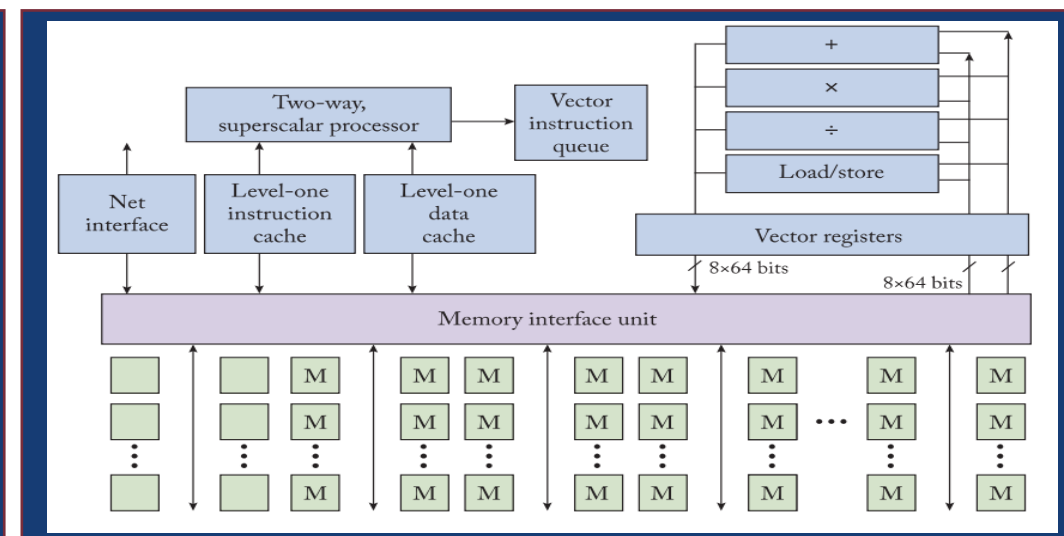 +
×
÷
Load/store
Two-way,
superscalar processor
Vector
instruction
queue
Net
interface
Level-one
instruction
cache
Level-one
data
cache
Vector registers
8×64 bits
8×64 bits
Memory interface unit
M M M M M M M M
M M M M M M ••• M M
M M M M M M M M